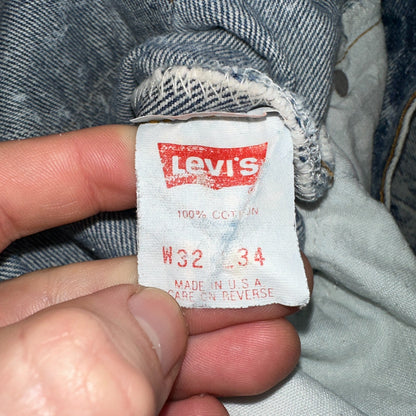 LEVI'S
®
100% COTTON
W32 L34
MADE IN U.S.A
CARE ON REVERSE